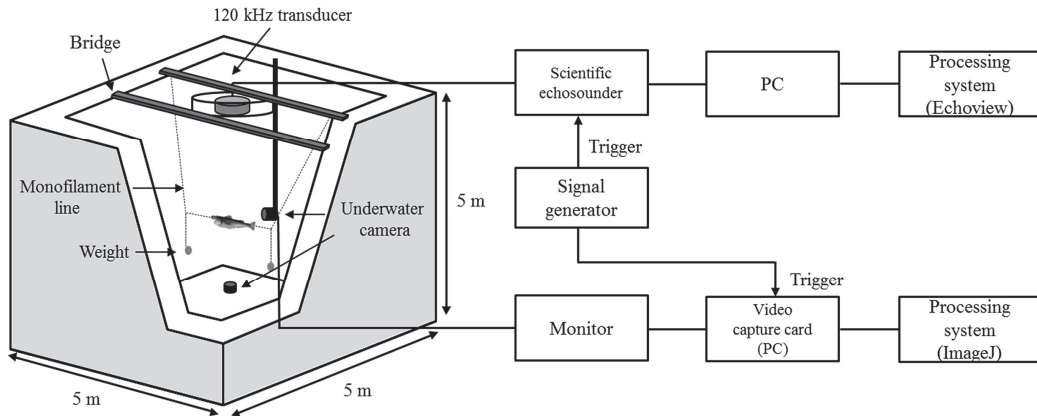 120 kHz transducer
Bridge
Monofilament
line
Weight
Underwater
camera
5 m
5 m
5 m
Scientific
echosounder
PC
Processing
system
(Echoview)
Trigger
Signal
generator
Trigger
Monitor
Video
capture card
(PC)
Processing
system
(ImageJ)